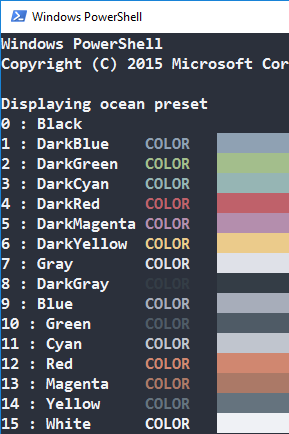 Windows PowerShell
Windows PowerShell
Copyright (C) 2015 Microsoft Cor
Displaying ocean preset
0 : Black
1 : DarkBlue COLOR
2 : DarkGreen COLOR
3 : DarkCyan COLOR
4 : DarkRed COLOR
5 : DarkMagenta COLOR
6 : DarkYellow COLOR
7 : Gray COLOR
8 : DarkGray COLOR
9 : Blue COLOR
10 : Green COLOR
11 : Cyan COLOR
12 : Red COLOR
13 : Magenta COLOR
14 : Yellow COLOR
15 : White COLOR